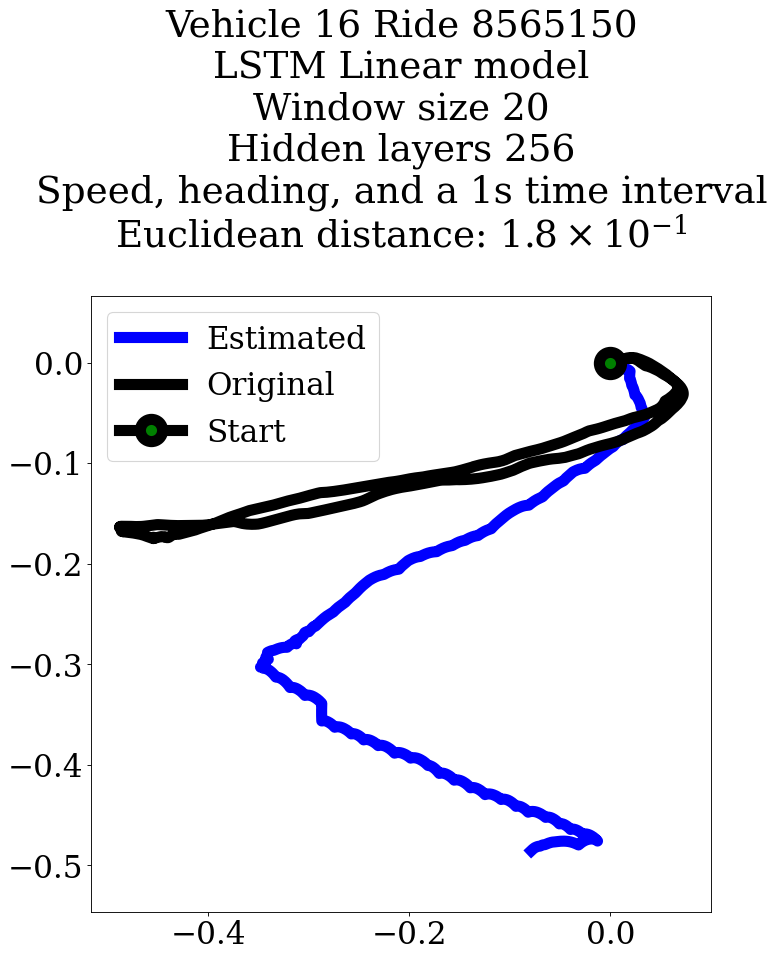 Vehicle 16 Ride 8565150
LSTM Linear model
Window size 20
Hidden layers 256
Speed, heading, and a 1s time interval
Euclidean distance: 1.8 × 10⁻¹
Estimated
Original
Start
0.0
−0.1
−0.2
−0.3
−0.4
−0.5
−0.4 −0.2 0.0